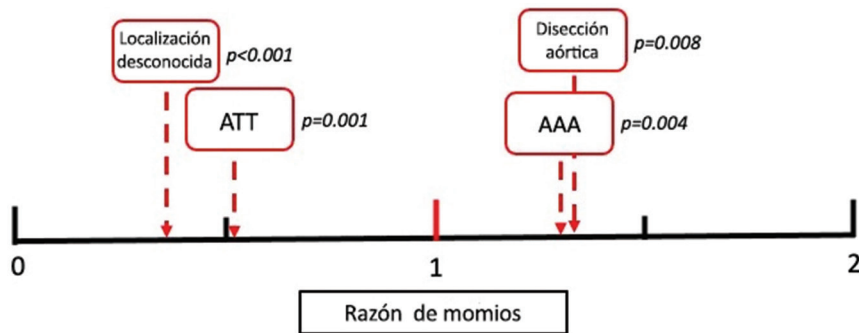 Localización
desconocida
p<0.001
Disección
aórtica
p=0.008
ATT
p=0.001
AAA
p=0.004
0
1
2
Razón de momios